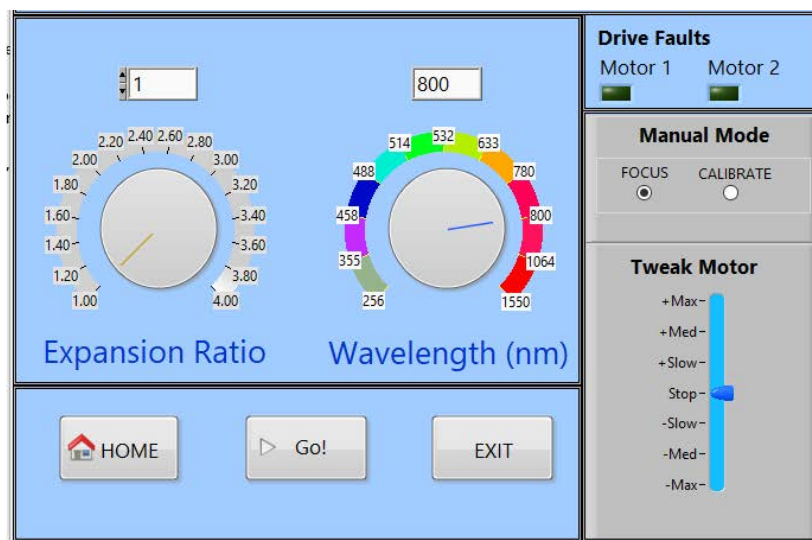 Drive Faults
Motor 1 Motor 2
1
800
2.40 2.60
2.20 2.80
2.00 3.00
1.80 3.20
1.60 3.40
1.40 3.60
1.20 3.80
1.00 4.00
532
514 633
488 780
458 800
355 1064
256 1550
Expansion Ratio
Wavelength (nm)
Manual Mode
FOCUS CALIBRATE
Tweak Motor
+Max
+Med
+Slow
Stop
-Slow
-Med
-Max
HOME
Go!
EXIT